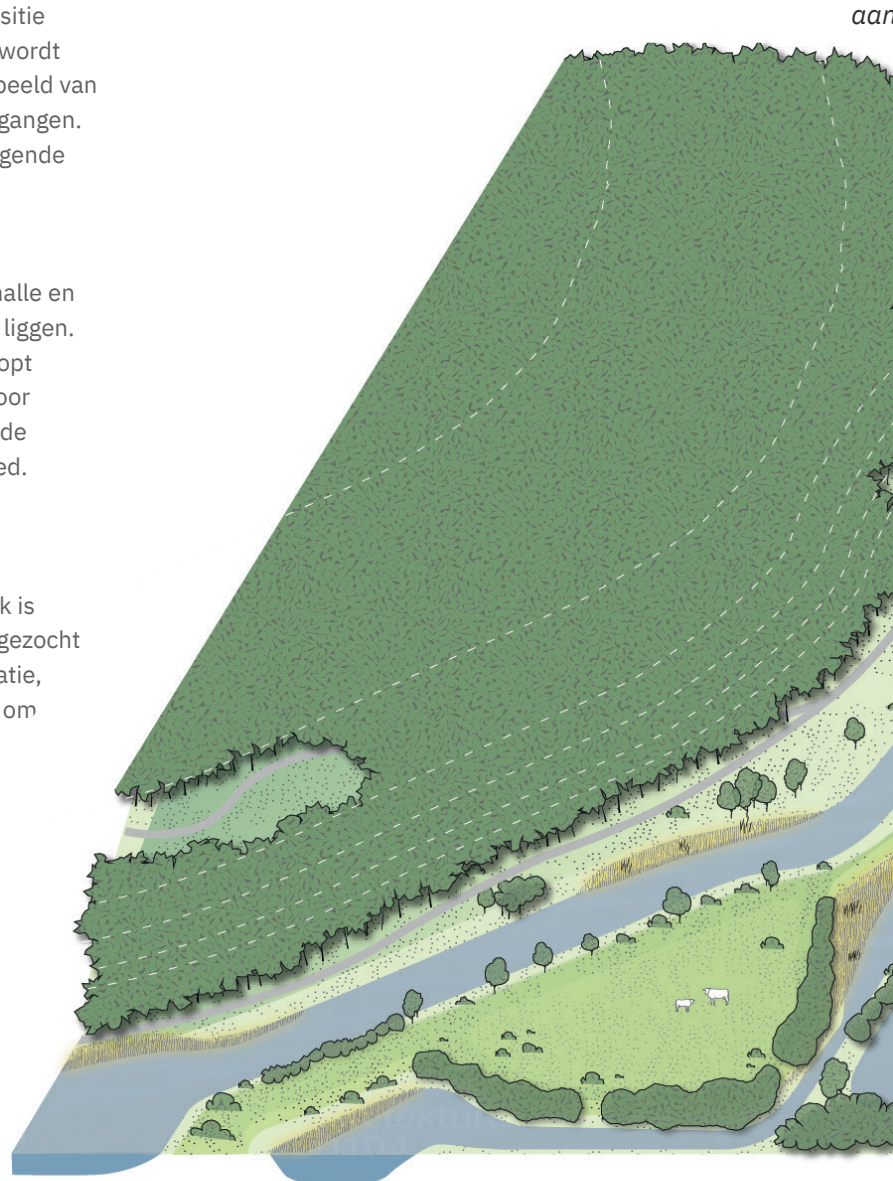 sitie
wordt
beeld van
gangen.
gende
nalle en
liggen.
opt
oor
de
ed.
k is
gezocht
atie,
om
aan